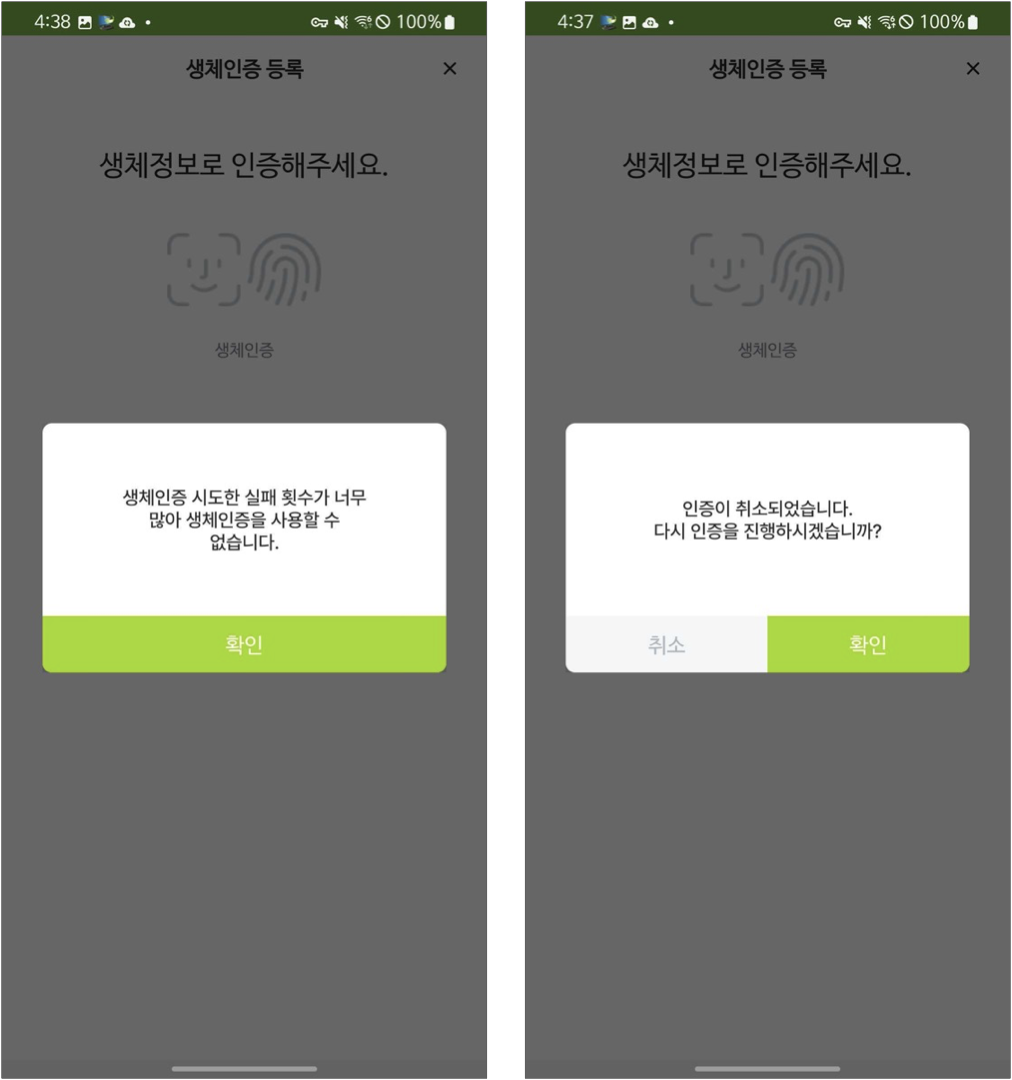 4:38
100%
생체인증 등록
생체정보로 인증해주세요.
생체인증
생체인증 시도한 실패 횟수가 너무
많아 생체인증을 사용할 수
없습니다.
확인
4:37
100%
생체인증 등록
생체정보로 인증해주세요.
생체인증
인증이 취소되었습니다.
다시 인증을 진행하시겠습니까?
취소
확인